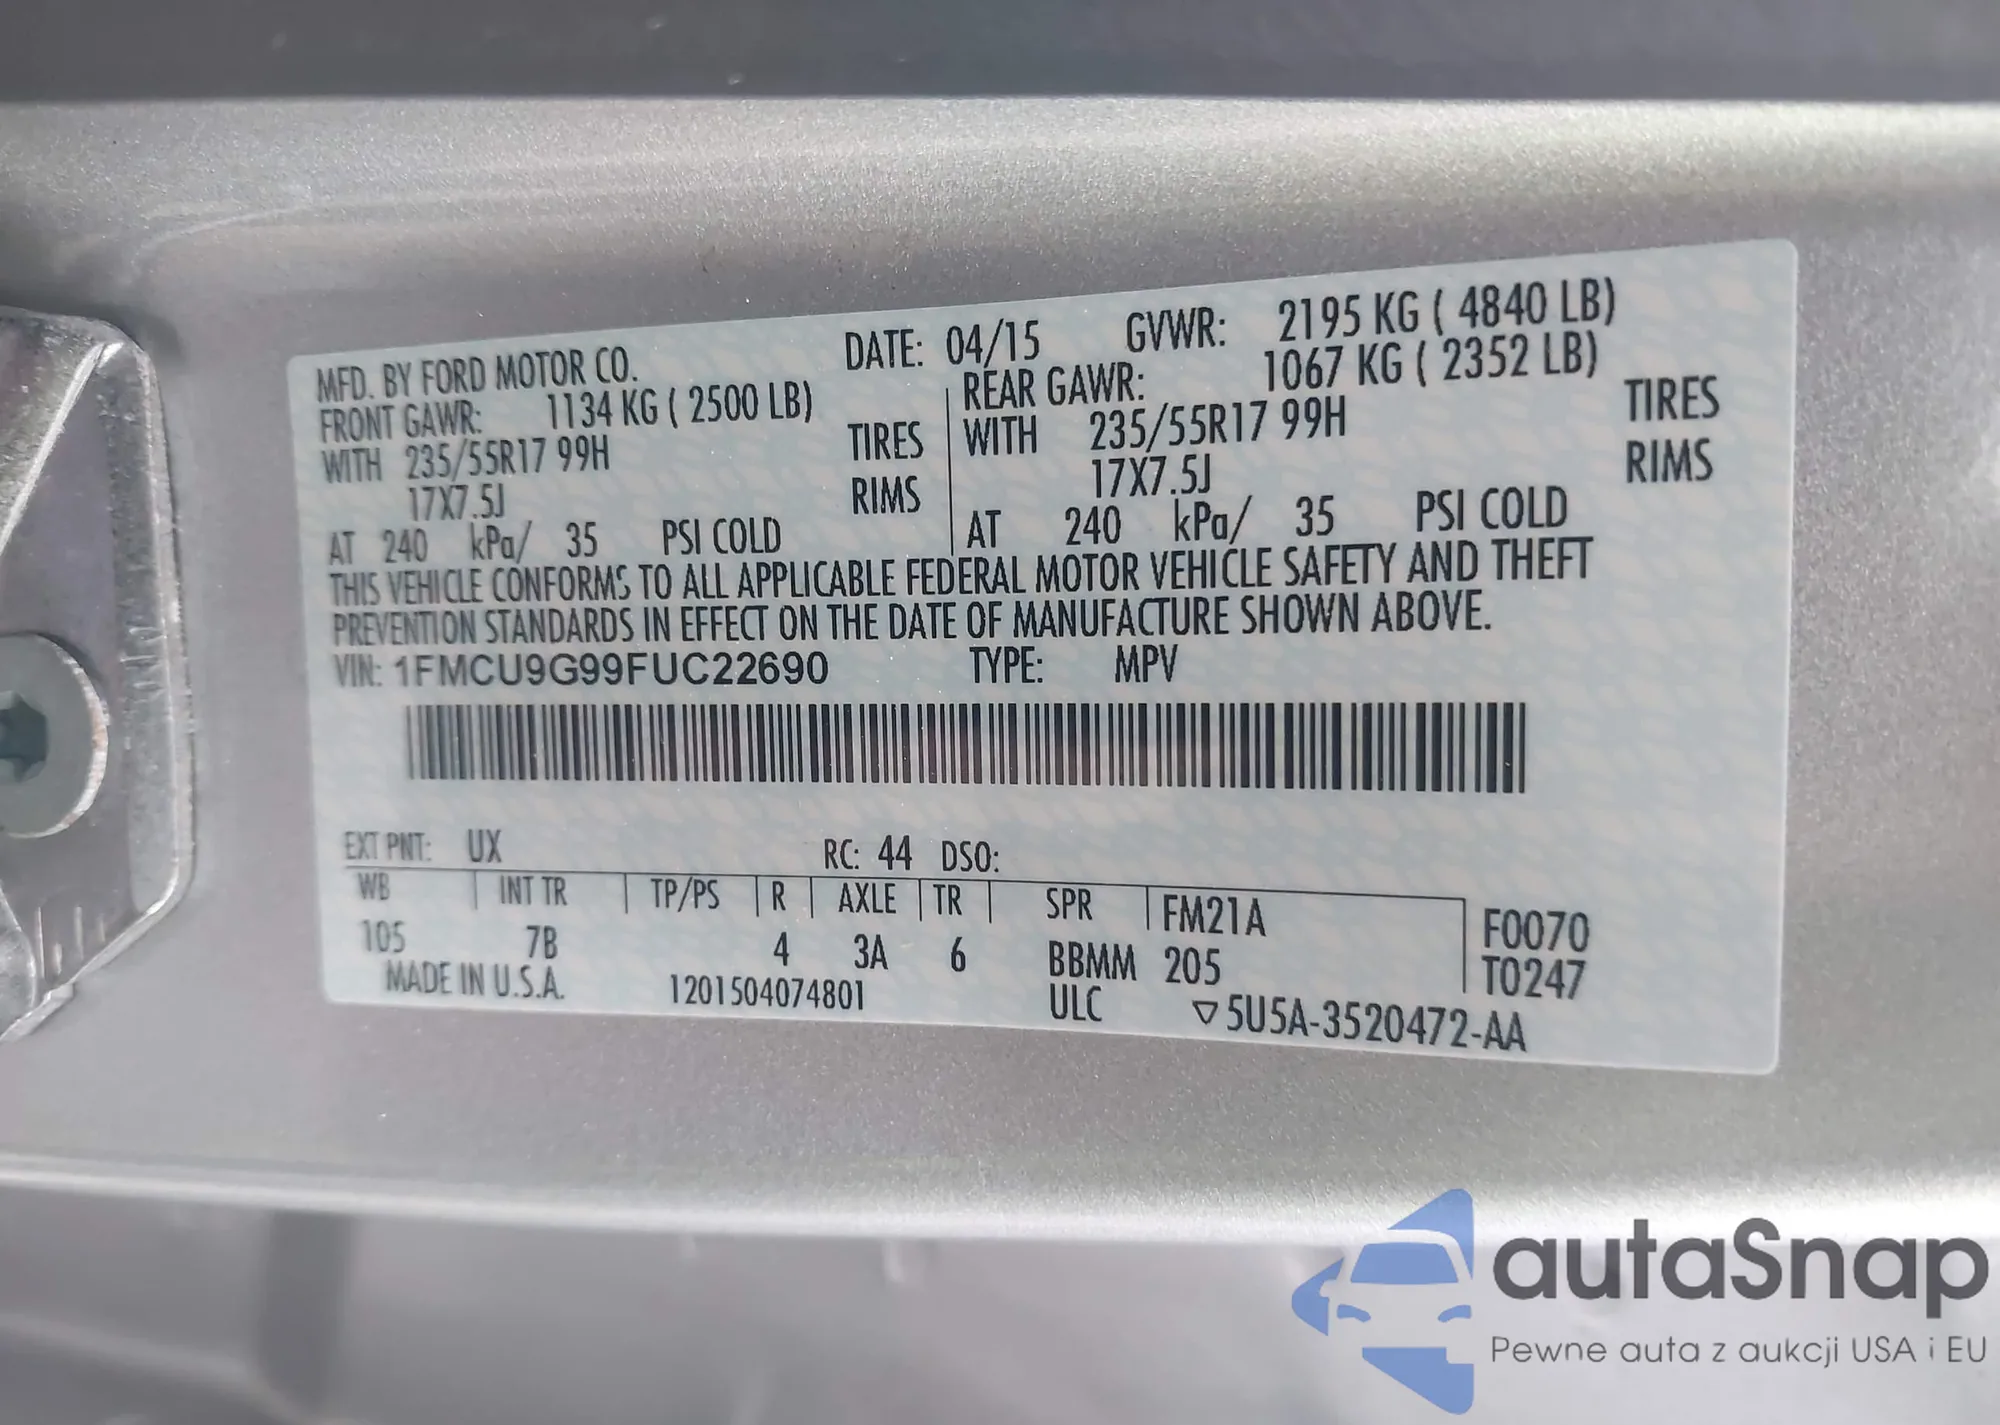 MFD. BY FORD MOTOR CO. DATE: 04/15 GVWR: 2195 KG ( 4840 LB)
FRONT GAWR: 1134 KG ( 2500 LB) REAR GAWR: 1067 KG ( 2352 LB)
WITH 235/55R17 99H TIRES WITH 235/55R17 99H TIRES
17X7.5J RIMS 17X7.5J RIMS
AT 240 kPa/ 35 PSI COLD AT 240 kPa/ 35 PSI COLD
THIS VEHICLE CONFORMS TO ALL APPLICABLE FEDERAL MOTOR VEHICLE SAFETY AND THEFT
PREVENTION STANDARDS IN EFFECT ON THE DATE OF MANUFACTURE SHOWN ABOVE.
VIN: 1FMCU9G99FUC22690 TYPE: MPV
EXT PNT: UX RC: 44 DSO:
WB INT TR TP/PS R AXLE TR SPR FM21A F0070
105 7B 4 3A 6 BBMM 205 T0247
MADE IN U.S.A. 1201504074801 ULC ▽5U5A-3520472-AA
autaSnap
Pewne auta z aukcji USA i EU